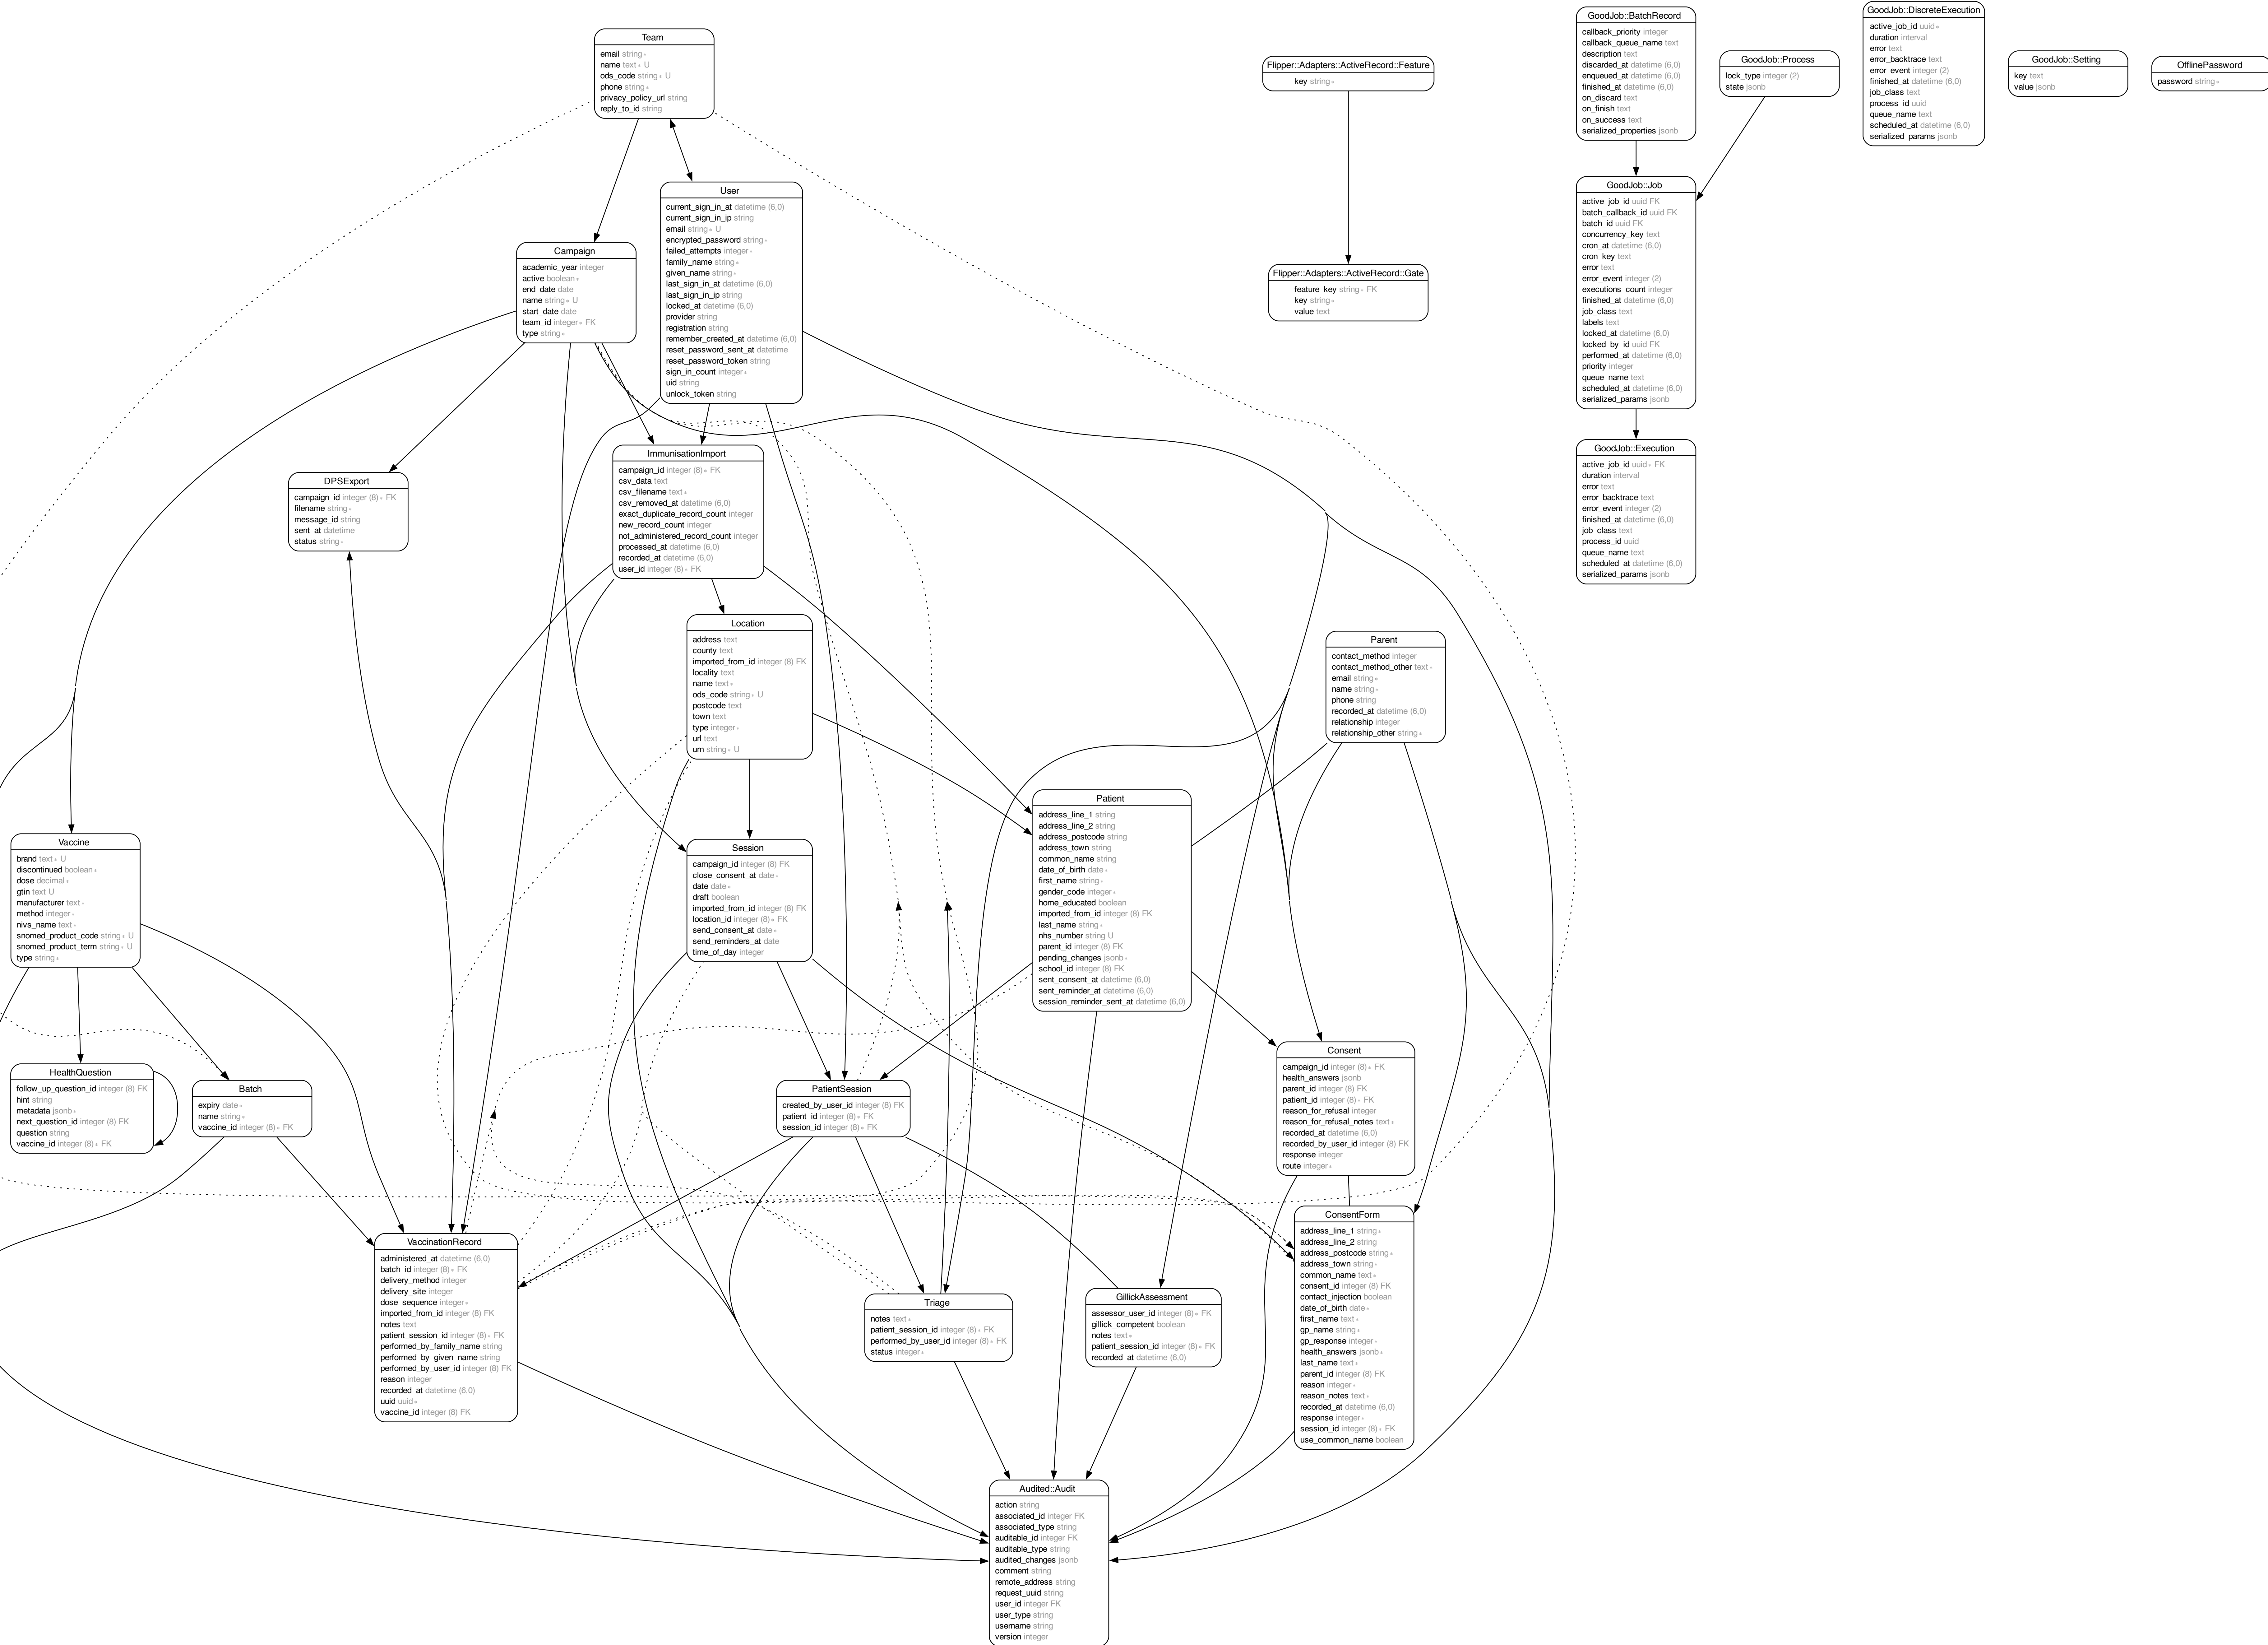 Team
email string ∗
name text ∗ U
ods_code string ∗ U
phone string ∗
privacy_policy_url string
reply_to_id string
Flipper::Adapters::ActiveRecord::Feature
key string ∗
GoodJob::BatchRecord
callback_priority integer
callback_queue_name text
description text
discarded_at datetime (6,0)
enqueued_at datetime (6,0)
finished_at datetime (6,0)
on_discard text
on_finish text
on_success text
serialized_properties jsonb
GoodJob::Process
lock_type integer (2)
state jsonb
GoodJob::DiscreteExecution
active_job_id uuid ∗
duration interval
error text
error_backtrace text
error_event integer (2)
finished_at datetime (6,0)
job_class text
process_id uuid
queue_name text
scheduled_at datetime (6,0)
serialized_params jsonb
GoodJob::Setting
key text
value jsonb
OfflinePassword
password string ∗
User
current_sign_in_at datetime (6,0)
current_sign_in_ip string
email string ∗ U
encrypted_password string ∗
failed_attempts integer ∗
family_name string ∗
given_name string ∗
last_sign_in_at datetime (6,0)
last_sign_in_ip string
locked_at datetime (6,0)
provider string
registration string
remember_created_at datetime (6,0)
reset_password_sent_at datetime
reset_password_token string
sign_in_count integer ∗
uid string
unlock_token string
Campaign
academic_year integer
active boolean ∗
end_date date
name string ∗ U
start_date date
team_id integer ∗ FK
type string ∗
Flipper::Adapters::ActiveRecord::Gate
feature_key string ∗ FK
key string ∗
value text
GoodJob::Job
active_job_id uuid FK
batch_callback_id uuid FK
batch_id uuid FK
concurrency_key text
cron_at datetime (6,0)
cron_key text
error text
error_event integer (2)
executions_count integer
finished_at datetime (6,0)
job_class text
labels text
locked_at datetime (6,0)
locked_by_id uuid FK
performed_at datetime (6,0)
priority integer
queue_name text
scheduled_at datetime (6,0)
serialized_params jsonb
GoodJob::Execution
active_job_id uuid ∗ FK
duration interval
error text
error_backtrace text
error_event integer (2)
finished_at datetime (6,0)
job_class text
process_id uuid
queue_name text
scheduled_at datetime (6,0)
serialized_params jsonb
DPSExport
campaign_id integer (8) ∗ FK
filename string ∗
message_id string
sent_at datetime
status string ∗
ImmunisationImport
campaign_id integer (8) ∗ FK
csv_data text
csv_filename text ∗
csv_removed_at datetime (6,0)
exact_duplicate_record_count integer
new_record_count integer
not_administered_record_count integer
processed_at datetime (6,0)
recorded_at datetime (6,0)
user_id integer (8) ∗ FK
Location
address text
county text
imported_from_id integer (8) FK
locality text
name text ∗
ods_code string ∗ U
postcode text
town text
type integer ∗
url text
urn string ∗ U
Parent
contact_method integer
contact_method_other text ∗
email string ∗
name string ∗
phone string
recorded_at datetime (6,0)
relationship integer
relationship_other string ∗
Patient
address_line_1 string
address_line_2 string
address_postcode string
address_town string
common_name string
date_of_birth date ∗
first_name string ∗
gender_code integer ∗
home_educated boolean
imported_from_id integer (8) FK
last_name string ∗
nhs_number string U
parent_id integer (8) FK
pending_changes jsonb ∗
school_id integer (8) FK
sent_consent_at datetime (6,0)
sent_reminder_at datetime (6,0)
session_reminder_sent_at datetime (6,0)
Vaccine
brand text ∗ U
discontinued boolean ∗
dose decimal ∗
gtin text U
manufacturer text ∗
method integer ∗
nivs_name text ∗
snomed_product_code string ∗ U
snomed_product_term string ∗ U
type string ∗
Session
campaign_id integer (8) FK
close_consent_at date ∗
date date ∗
draft boolean
imported_from_id integer (8) FK
location_id integer (8) ∗ FK
send_consent_at date ∗
send_reminders_at date
time_of_day integer
HealthQuestion
follow_up_question_id integer (8) FK
hint string
metadata jsonb ∗
next_question_id integer (8) FK
question string
vaccine_id integer (8) ∗ FK
Batch
expiry date ∗
name string ∗
vaccine_id integer (8) ∗ FK
PatientSession
created_by_user_id integer (8) FK
patient_id integer (8) ∗ FK
session_id integer (8) ∗ FK
Consent
campaign_id integer (8) ∗ FK
health_answers jsonb
parent_id integer (8) FK
patient_id integer (8) ∗ FK
reason_for_refusal integer
reason_for_refusal_notes text ∗
recorded_at datetime (6,0)
recorded_by_user_id integer (8) FK
response integer
route integer ∗
VaccinationRecord
administered_at datetime (6,0)
batch_id integer (8) ∗ FK
delivery_method integer
delivery_site integer
dose_sequence integer ∗
imported_from_id integer (8) FK
notes text
patient_session_id integer (8) ∗ FK
performed_by_family_name string
performed_by_given_name string
performed_by_user_id integer (8) FK
reason integer
recorded_at datetime (6,0)
uuid uuid ∗
vaccine_id integer (8) FK
Triage
notes text ∗
patient_session_id integer (8) ∗ FK
performed_by_user_id integer (8) ∗ FK
status integer ∗
GillickAssessment
assessor_user_id integer (8) ∗ FK
gillick_competent boolean
notes text ∗
patient_session_id integer (8) ∗ FK
recorded_at datetime (6,0)
ConsentForm
address_line_1 string ∗
address_line_2 string
address_postcode string ∗
address_town string ∗
common_name text ∗
consent_id integer (8) FK
contact_injection boolean
date_of_birth date ∗
first_name text ∗
gp_name string ∗
gp_response integer ∗
health_answers jsonb ∗
last_name text ∗
parent_id integer (8) FK
reason integer ∗
reason_notes text ∗
recorded_at datetime (6,0)
response integer ∗
session_id integer (8) ∗ FK
use_common_name boolean
Audited::Audit
action string
associated_id integer FK
associated_type string
auditable_id integer FK
auditable_type string
audited_changes jsonb
comment string
remote_address string
request_uuid string
user_id integer FK
user_type string
username string
version integer